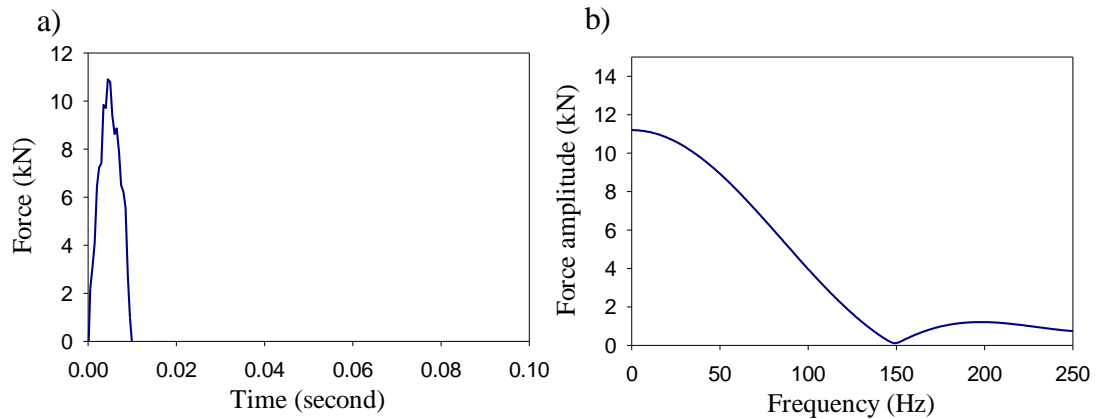 a)
12
10
8
6
4
2
0
Force (kN)
0.00 0.02 0.04 0.06 0.08 0.10
Time (second)
b)
14
12
10
8
6
4
2
0
Force amplitude (kN)
0 50 100 150 200 250
Frequency (Hz)